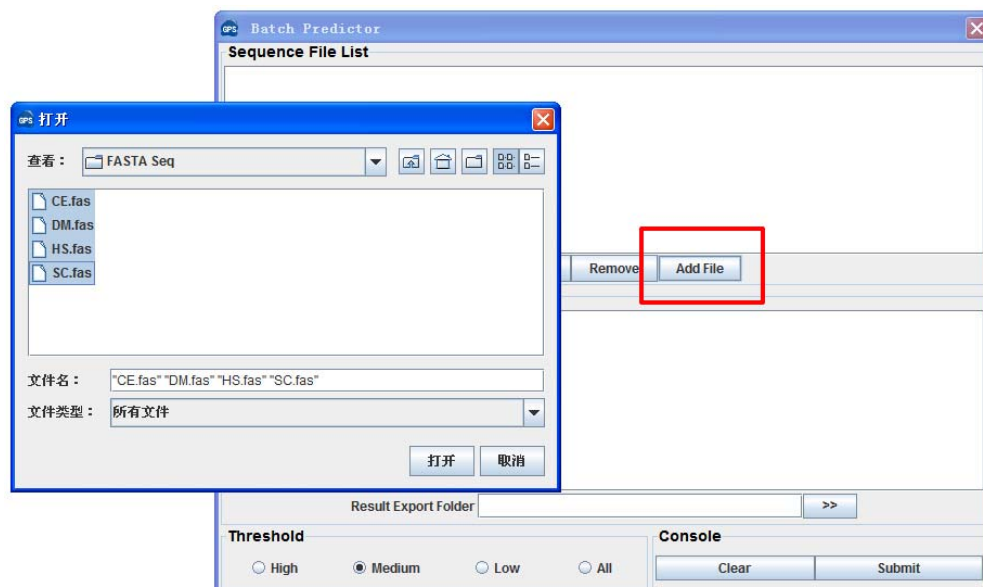 GPS Batch Predictor
Sequence File List
GPS 打开
查看： FASTA Seq
CE.fas
DM.fas
HS.fas
SC.fas
Remove Add File
文件名： "CE.fas" "DM.fas" "HS.fas" "SC.fas"
文件类型： 所有文件
打开 取消
Result Export Folder >>
Threshold Console
High Medium Low All Clear Submit